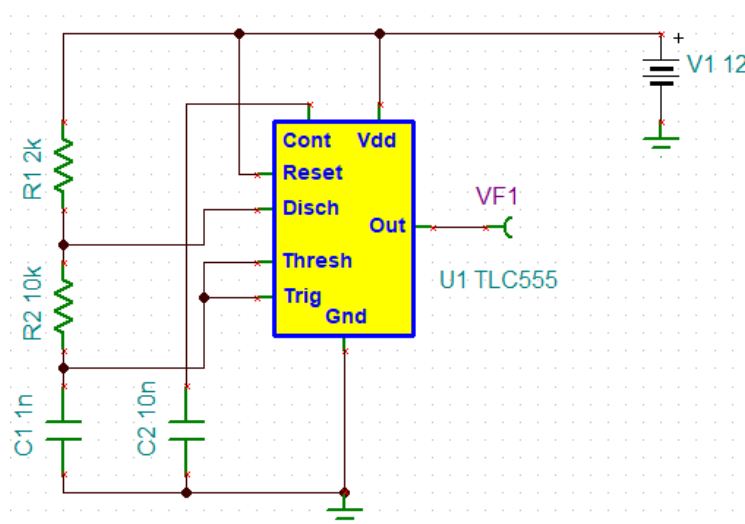 +
V1 12
Cont Vdd
R1 2k
Reset
Disch
VF1
Out
Thresh
U1 TLC555
R2 10k
Trig
Gnd
C1 1n
C2 10n